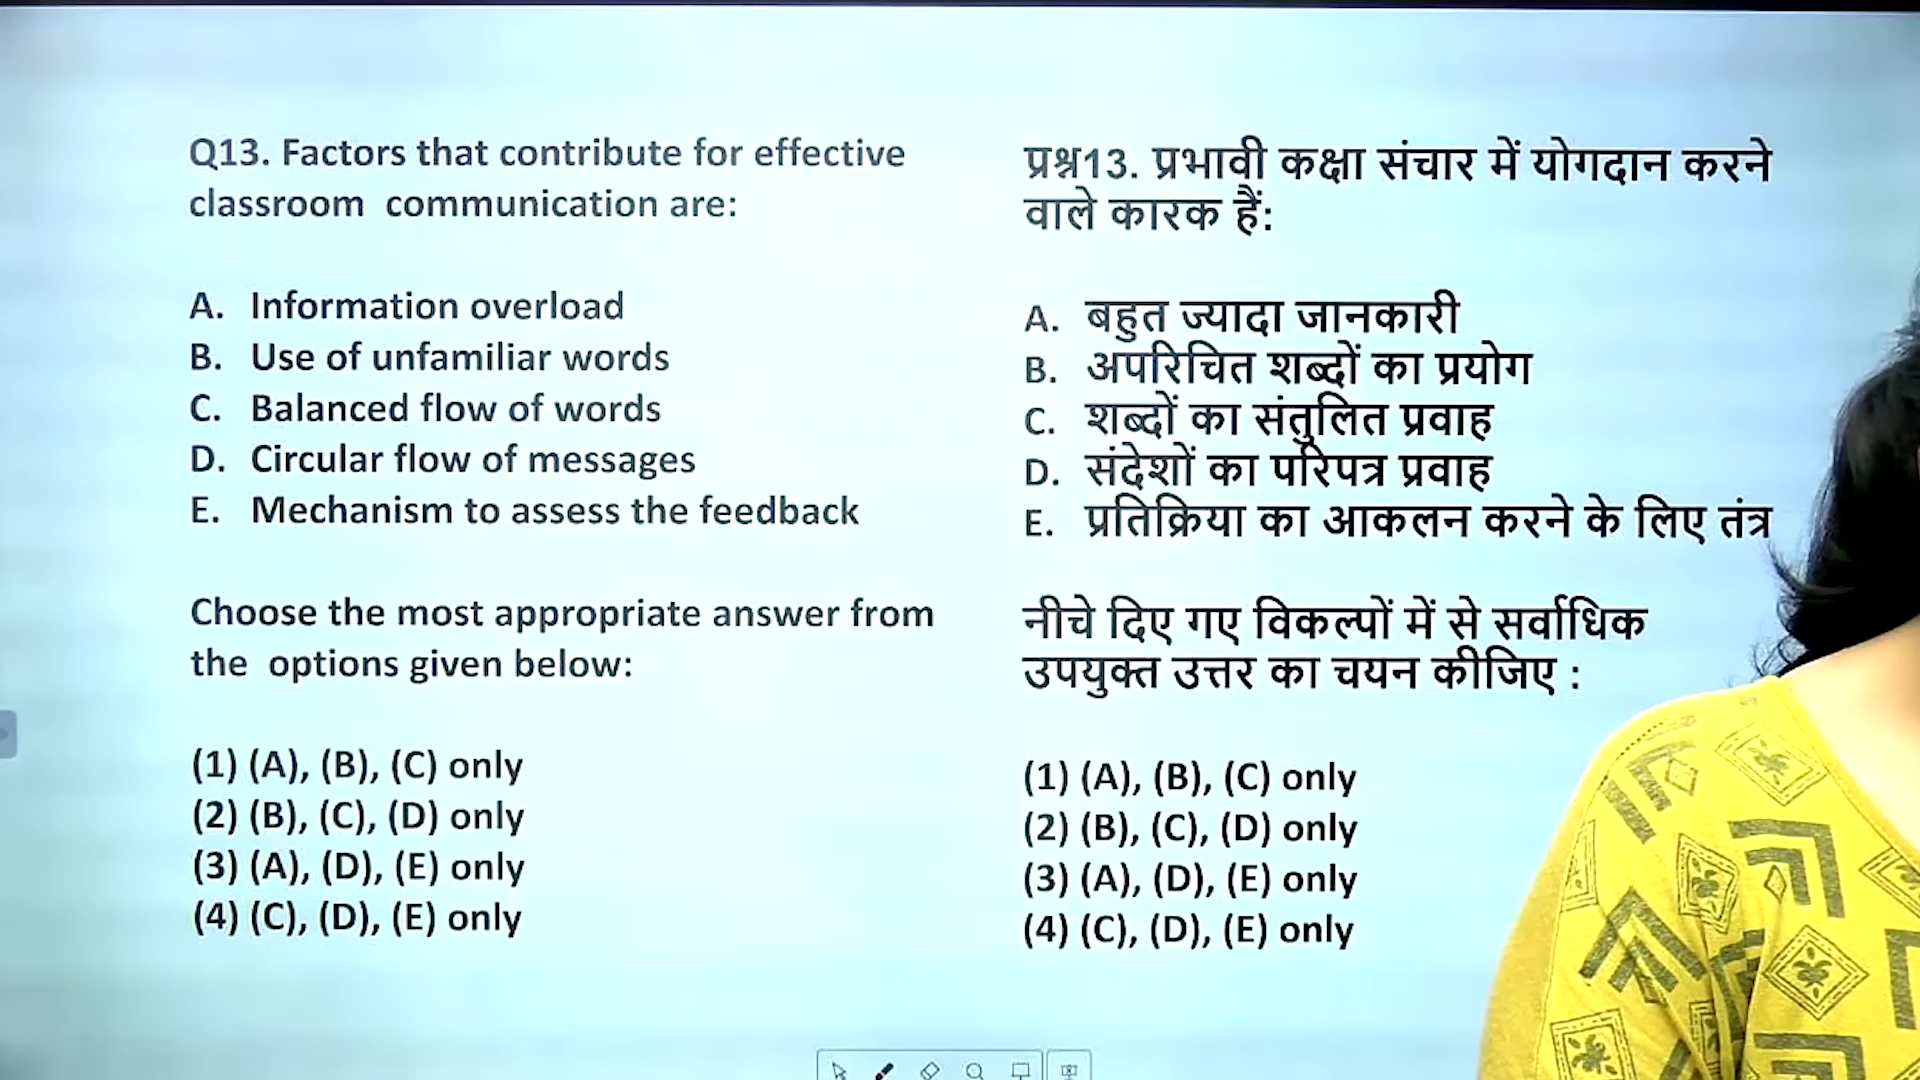 Q13. Factors that contribute for effective
classroom communication are:
A. Information overload
B. Use of unfamiliar words
C. Balanced flow of words
D. Circular flow of messages
E. Mechanism to assess the feedback
Choose the most appropriate answer from
the options given below:
(1) (A), (B), (C) only
(2) (B), (C), (D) only
(3) (A), (D), (E) only
(4) (C), (D), (E) only
प्रश्न13. प्रभावी कक्षा संचार में योगदान करने
वाले कारक हैं:
A. बहुत ज्यादा जानकारी
B. अपरिचित शब्दों का प्रयोग
C. शब्दों का संतुलित प्रवाह
D. संदेशों का परिपत्र प्रवाह
E. प्रतिक्रिया का आकलन करने के लिए तंत्र
नीचे दिए गए विकल्पों में से सर्वाधिक
उपयुक्त उत्तर का चयन कीजिए :
(1) (A), (B), (C) only
(2) (B), (C), (D) only
(3) (A), (D), (E) only
(4) (C), (D), (E) only